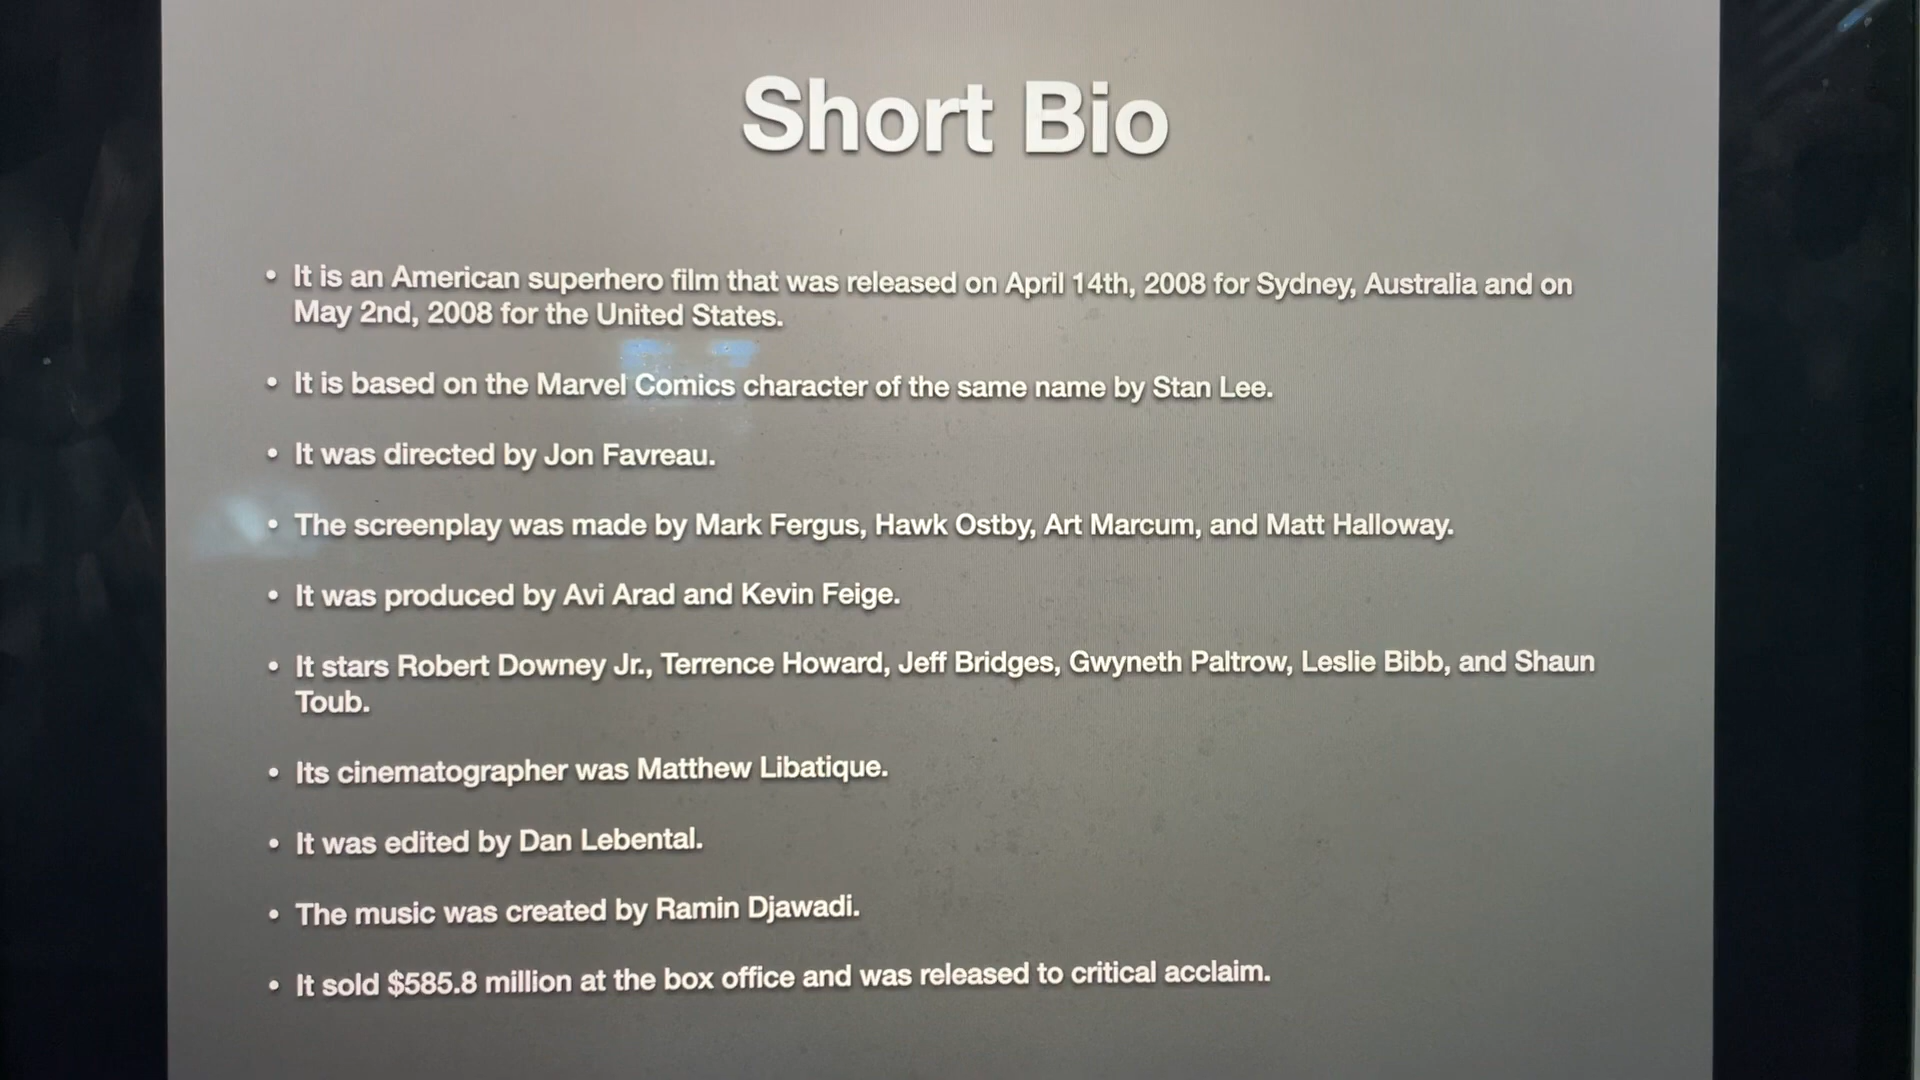 Short Bio
• It is an American superhero film that was released on April 14th, 2008 for Sydney, Australia and on
May 2nd, 2008 for the United States.
• It is based on the Marvel Comics character of the same name by Stan Lee.
• It was directed by Jon Favreau.
• The screenplay was made by Mark Fergus, Hawk Ostby, Art Marcum, and Matt Halloway.
• It was produced by Avi Arad and Kevin Feige.
• It stars Robert Downey Jr., Terrence Howard, Jeff Bridges, Gwyneth Paltrow, Leslie Bibb, and Shaun
Toub.
• Its cinematographer was Matthew Libatique.
• It was edited by Dan Lebental.
• The music was created by Ramin Djawadi.
• It sold $585.8 million at the box office and was released to critical acclaim.